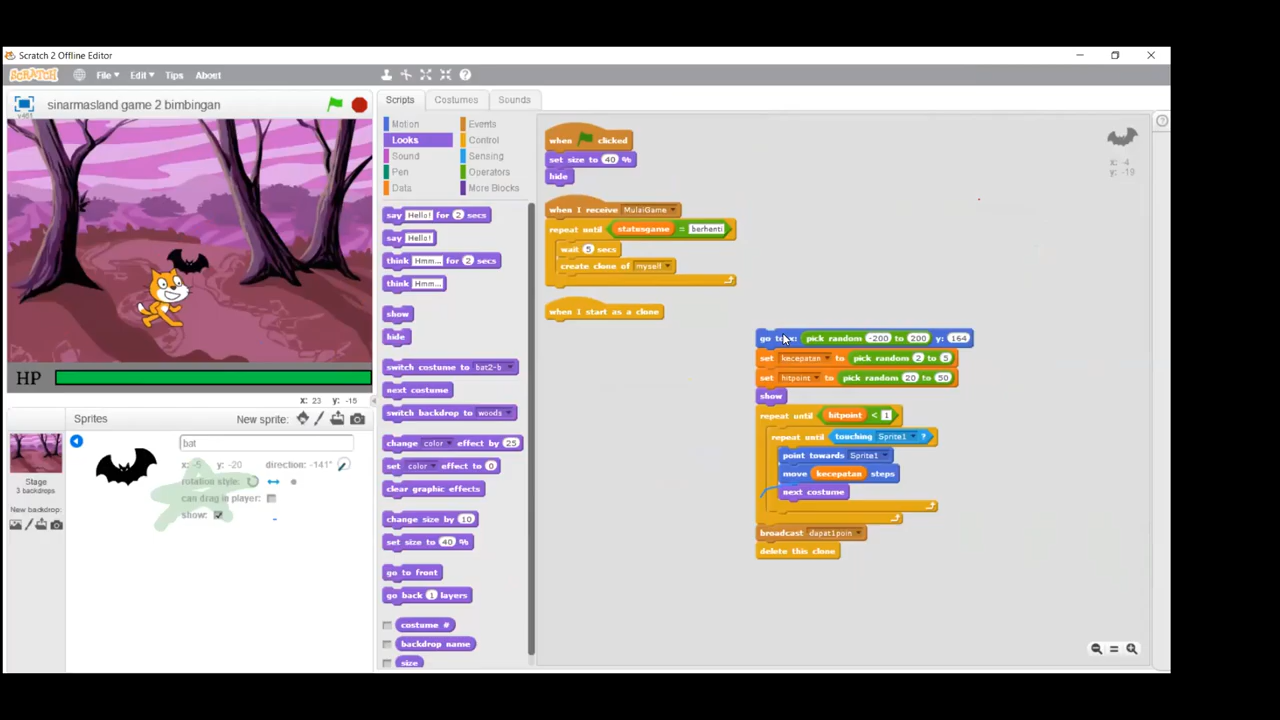 Scratch 2 Offline Editor
SCRATCH File Edit Tips About
sinarmasland game 2 bimbingan
v461
HP
x: 23 y: -15
Sprites New sprite:
Stage
3 backdrops
New backdrop:
bat
x: -5 y: -20 direction: -141°
rotation style:
can drag in player:
show:
Scripts Costumes Sounds
Motion Events
Looks Control
Sound Sensing
Pen Operators
Data More Blocks
say Hello! for 2 secs
say Hello!
think Hmm... for 2 secs
think Hmm...
show
hide
switch costume to bat2-b
next costume
switch backdrop to woods
change color effect by 25
set color effect to 0
clear graphic effects
change size by 10
set size to 40 %
go to front
go back 1 layers
costume #
backdrop name
size
when clicked
set size to 40 %
hide
when I receive MulaiGame
repeat until statusgame = berhenti
wait 5 secs
create clone of myself
when I start as a clone
go to x: pick random -200 to 200 y: 164
set kecepatan to pick random 2 to 5
set hitpoint to pick random 20 to 50
show
repeat until hitpoint < 1
repeat until touching Sprite1 ?
point towards Sprite1
move kecepatan steps
next costume
broadcast dapat1poin
delete this clone
x: -4
y: -19